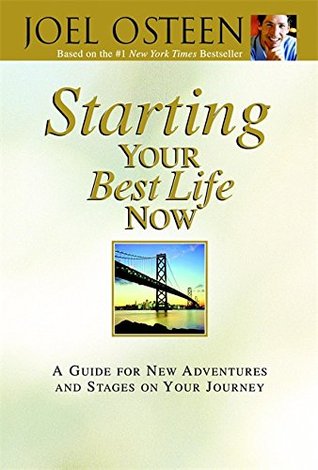 JOEL OSTEEN
Based on the #1 New York Times Bestseller
Starting
YOUR
Best Life
NOW
A GUIDE FOR NEW ADVENTURES
AND STAGES ON YOUR JOURNEY